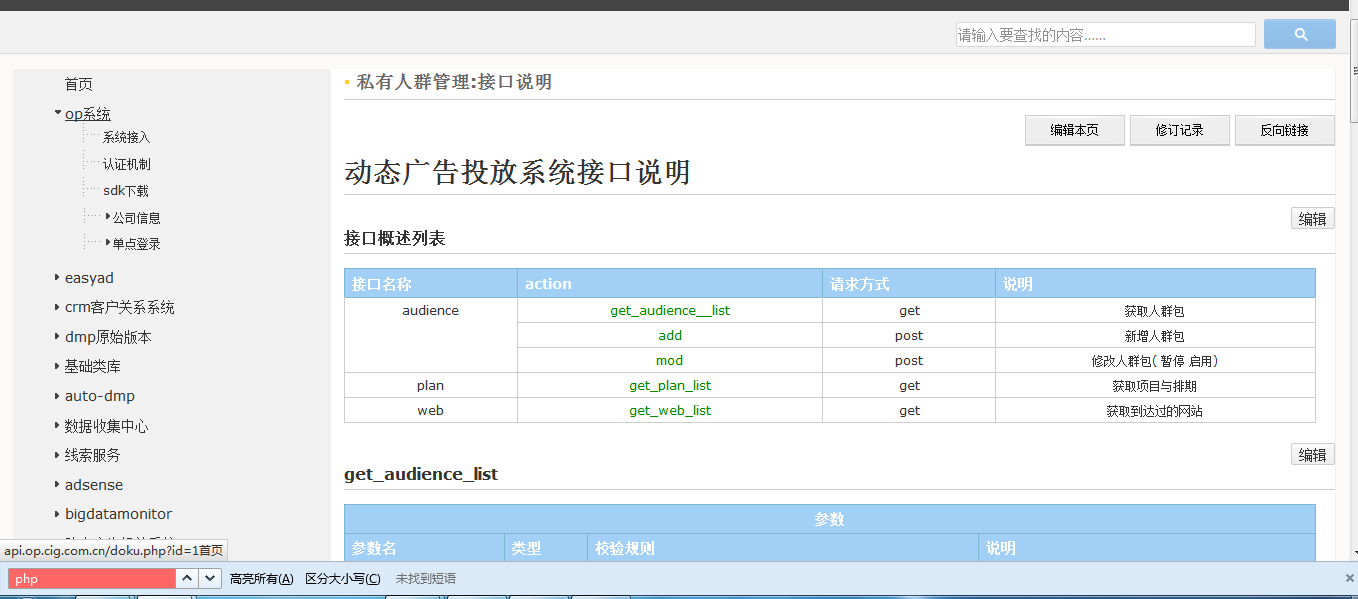 请输入要查找的内容......
首页
op系统
系统接入
认证机制
sdk下载
公司信息
单点登录
easyad
crm客户关系系统
dmp原始版本
基础类库
auto-dmp
数据收集中心
线索服务
adsense
bigdatamonitor
私有人群管理:接口说明
编辑本页 修订记录 反向链接
动态广告投放系统接口说明
编辑
接口概述列表
接口名称 action 请求方式 说明
audience get_audience__list get 获取人群包
add post 新增人群包
mod post 修改人群包( 暂停 启用)
plan get_plan_list get 获取项目与排期
web get_web_list get 获取到达过的网站
编辑
get_audience_list
参数
参数名 类型 校验规则 说明
api.op.cig.com.cn/doku.php?id=1首页
php 高亮所有(A) 区分大小写(C) 未找到短语